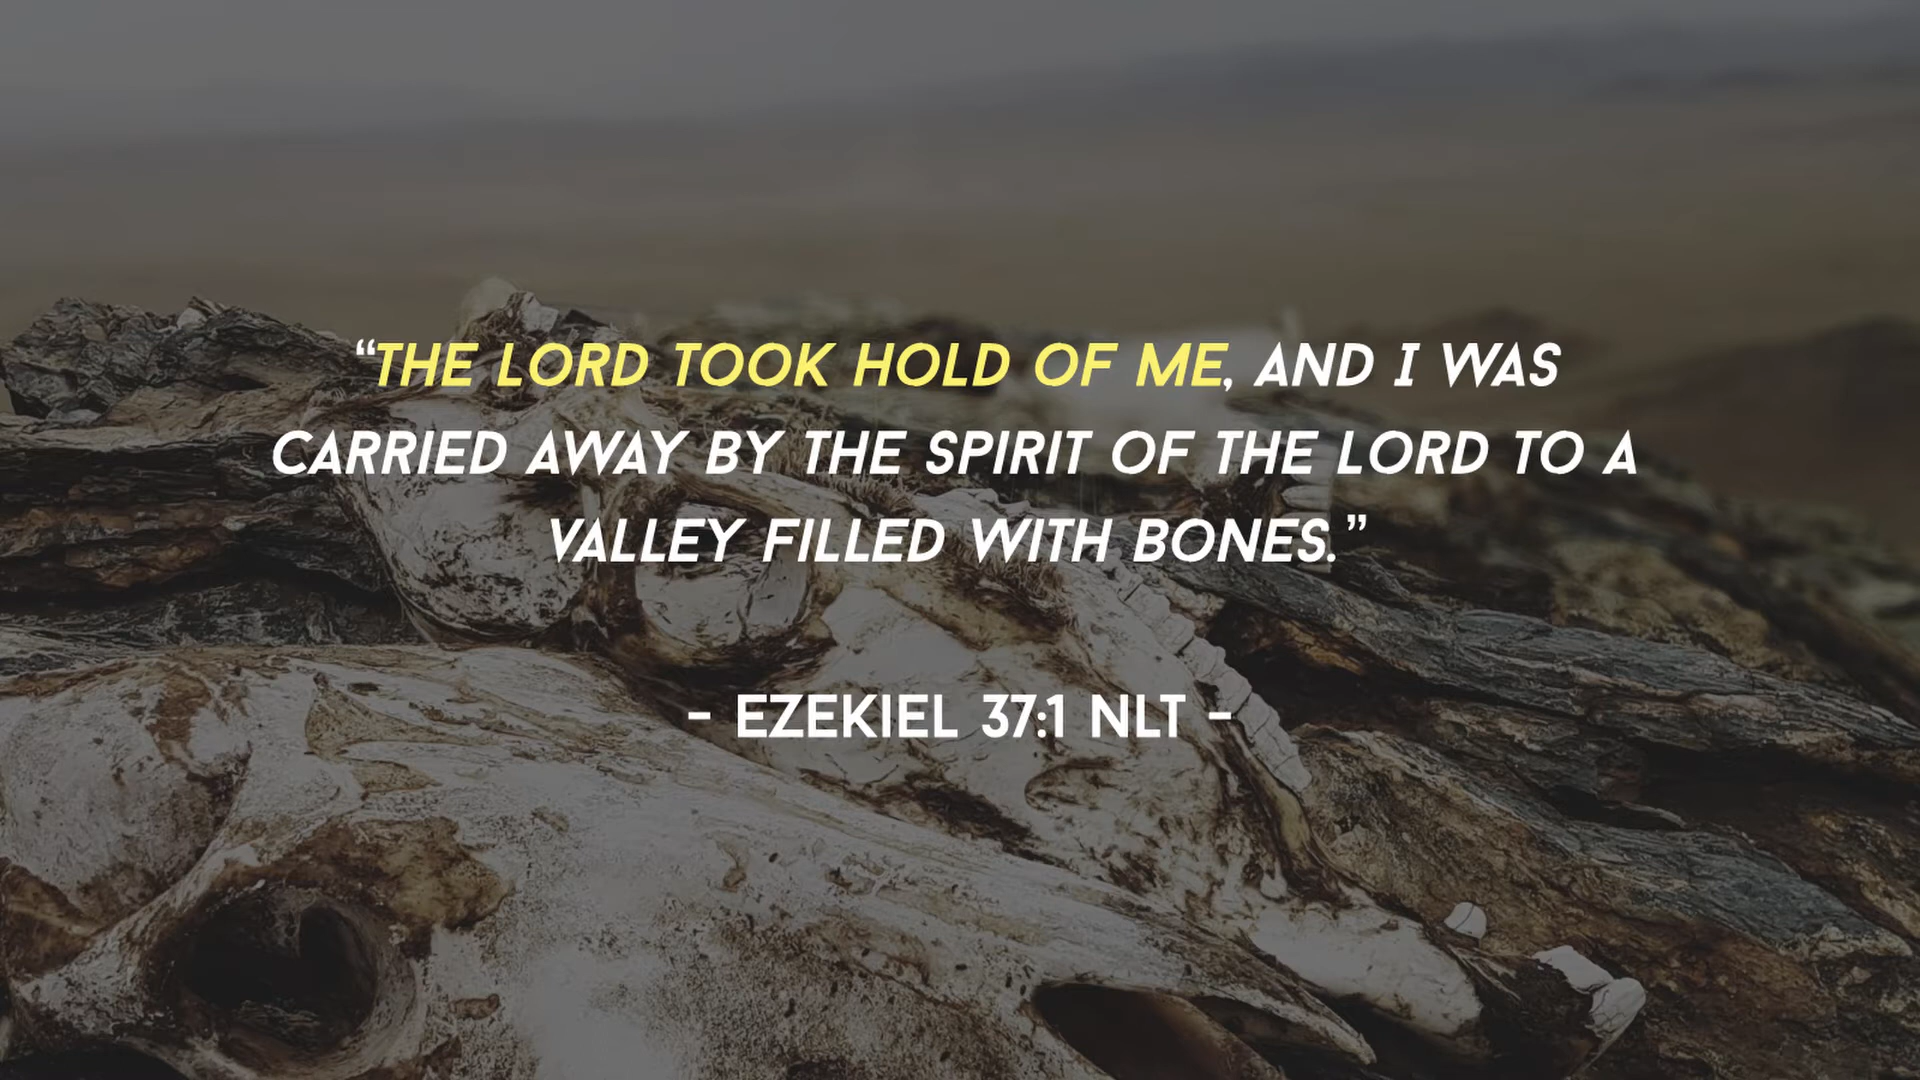 “THE LORD TOOK HOLD OF ME, AND I WAS
CARRIED AWAY BY THE SPIRIT OF THE LORD TO A
VALLEY FILLED WITH BONES.”
- EZEKIEL 37:1 NLT -